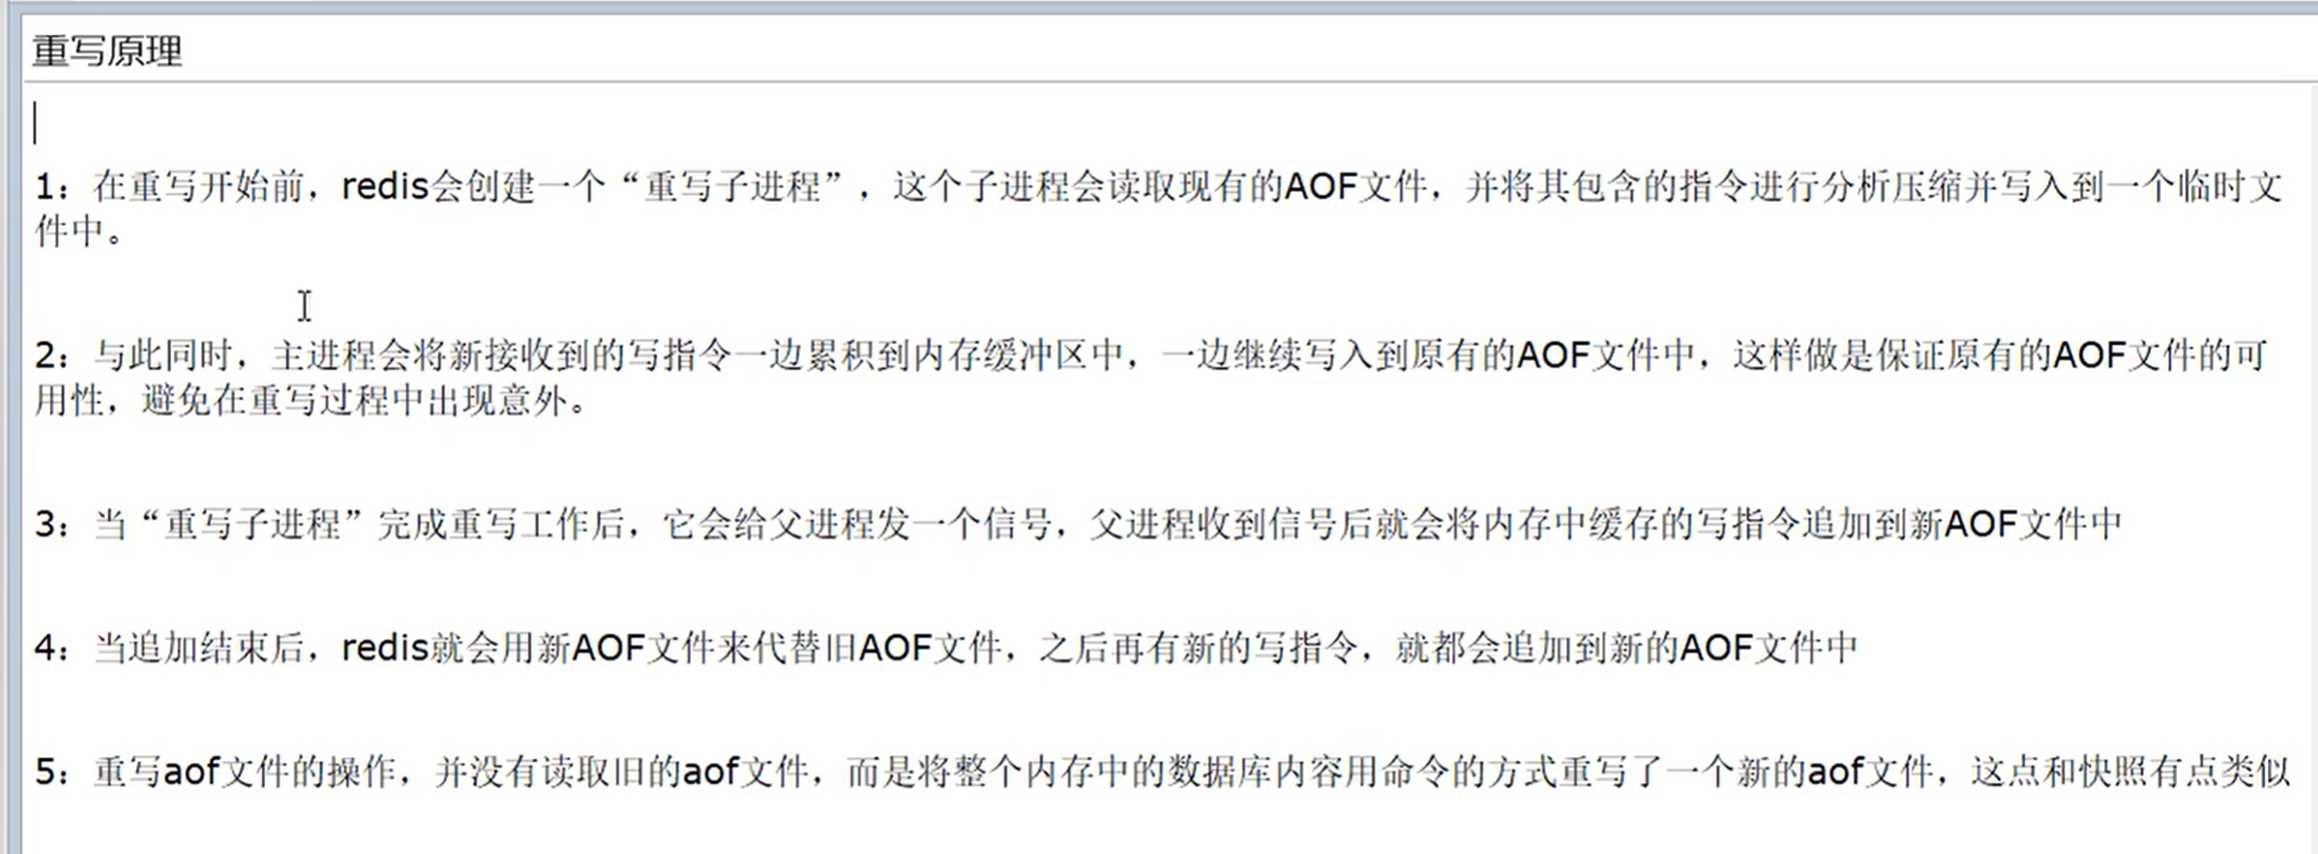 重写原理
1：在重写开始前，redis会创建一个“重写子进程”，这个子进程会读取现有的AOF文件，并将其包含的指令进行分析压缩并写入到一个临时文
件中。
2：与此同时，主进程会将新接收到的写指令一边累积到内存缓冲区中，一边继续写入到原有的AOF文件中，这样做是保证原有的AOF文件的可
用性，避免在重写过程中出现意外。
3：当“重写子进程”完成重写工作后，它会给父进程发一个信号，父进程收到信号后就会将内存中缓存的写指令追加到新AOF文件中
4：当追加结束后，redis就会用新AOF文件来代替旧AOF文件，之后再有新的写指令，就都会追加到新的AOF文件中
5：重写aof文件的操作，并没有读取旧的aof文件，而是将整个内存中的数据库内容用命令的方式重写了一个新的aof文件，这点和快照有点类似